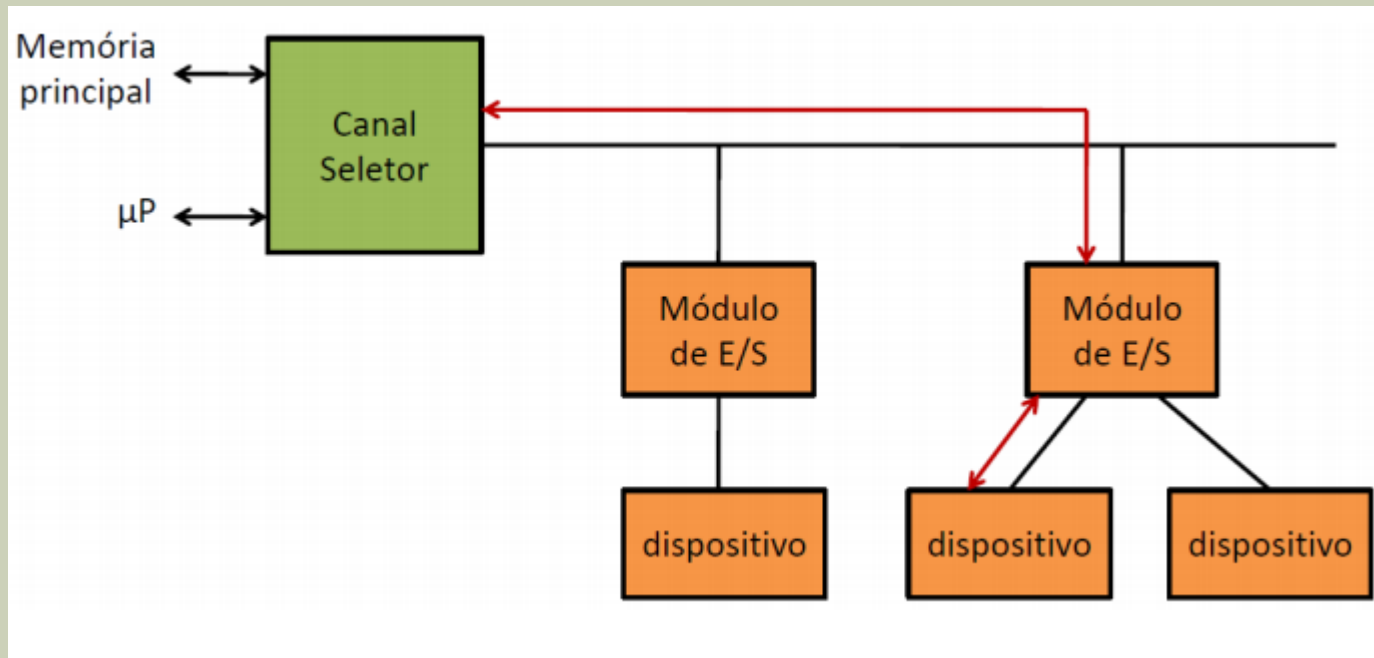 Memória
principal
Canal
Seletor
µP
Módulo
de E/S
Módulo
de E/S
dispositivo
dispositivo
dispositivo